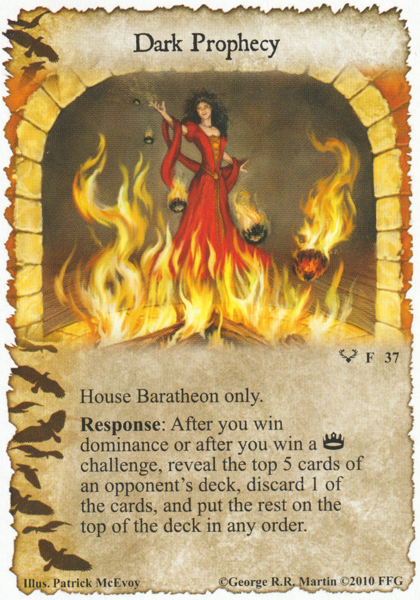 Dark Prophecy
F 37
House Baratheon only.
Response: After you win
dominance or after you win a
challenge, reveal the top 5 cards of
an opponent's deck, discard 1 of
the cards, and put the rest on the
top of the deck in any order.
Illus. Patrick McEvoy ©George R.R. Martin ©2010 FFG